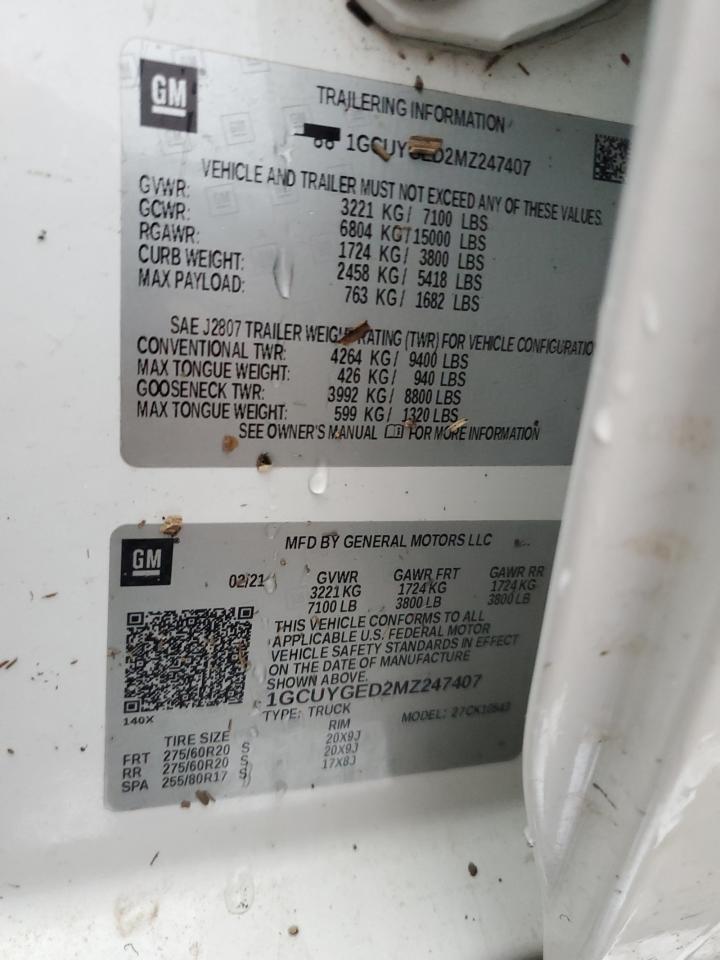 GM
TRAILERING INFORMATION
1GCUYGED2MZ247407
VEHICLE AND TRAILER MUST NOT EXCEED ANY OF THESE VALUES.
GVWR: 3221 KG/ 7100 LBS
GCWR: 6804 KG/15000 LBS
RGAWR: 1724 KG/ 3800 LBS
CURB WEIGHT: 2458 KG/ 5418 LBS
MAX PAYLOAD: 763 KG/ 1682 LBS
SAE J2807 TRAILER WEIGHT RATING (TWR) FOR VEHICLE CONFIGURATIO
CONVENTIONAL TWR: 4264 KG/ 9400 LBS
MAX TONGUE WEIGHT: 426 KG/ 940 LBS
GOOSENECK TWR: 3992 KG/ 8800 LBS
MAX TONGUE WEIGHT: 599 KG/ 1320 LBS
SEE OWNER'S MANUAL FOR MORE INFORMATION
GM
MFD BY GENERAL MOTORS LLC
02/21 GVWR GAWR FRT GAWR RR
3221 KG 1724 KG 1724 KG
7100 LB 3800 LB 3800 LB
THIS VEHICLE CONFORMS TO ALL
APPLICABLE U.S. FEDERAL MOTOR
VEHICLE SAFETY STANDARDS IN EFFECT
ON THE DATE OF MANUFACTURE
SHOWN ABOVE.
1GCUYGED2MZ247407
140X
TYPE: TRUCK MODEL: 27CK10543
TIRE SIZE RIM
FRT 275/60R20 S 20X9J
RR 275/60R20 S 20X9J
SPA 255/80R17 S 17X8J